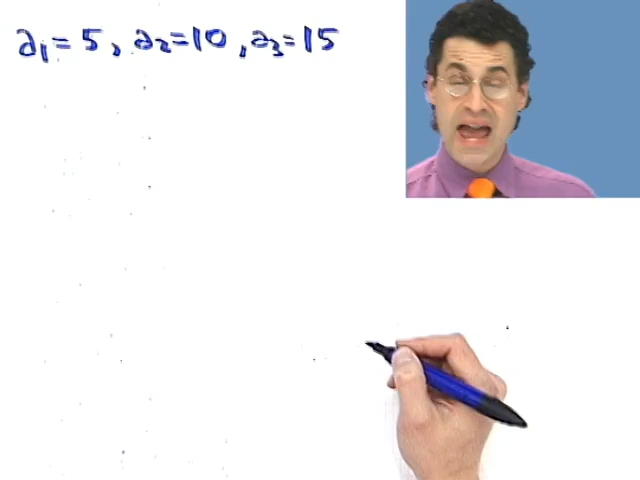 a₁ = 5, a₂ = 10, a₃ = 15